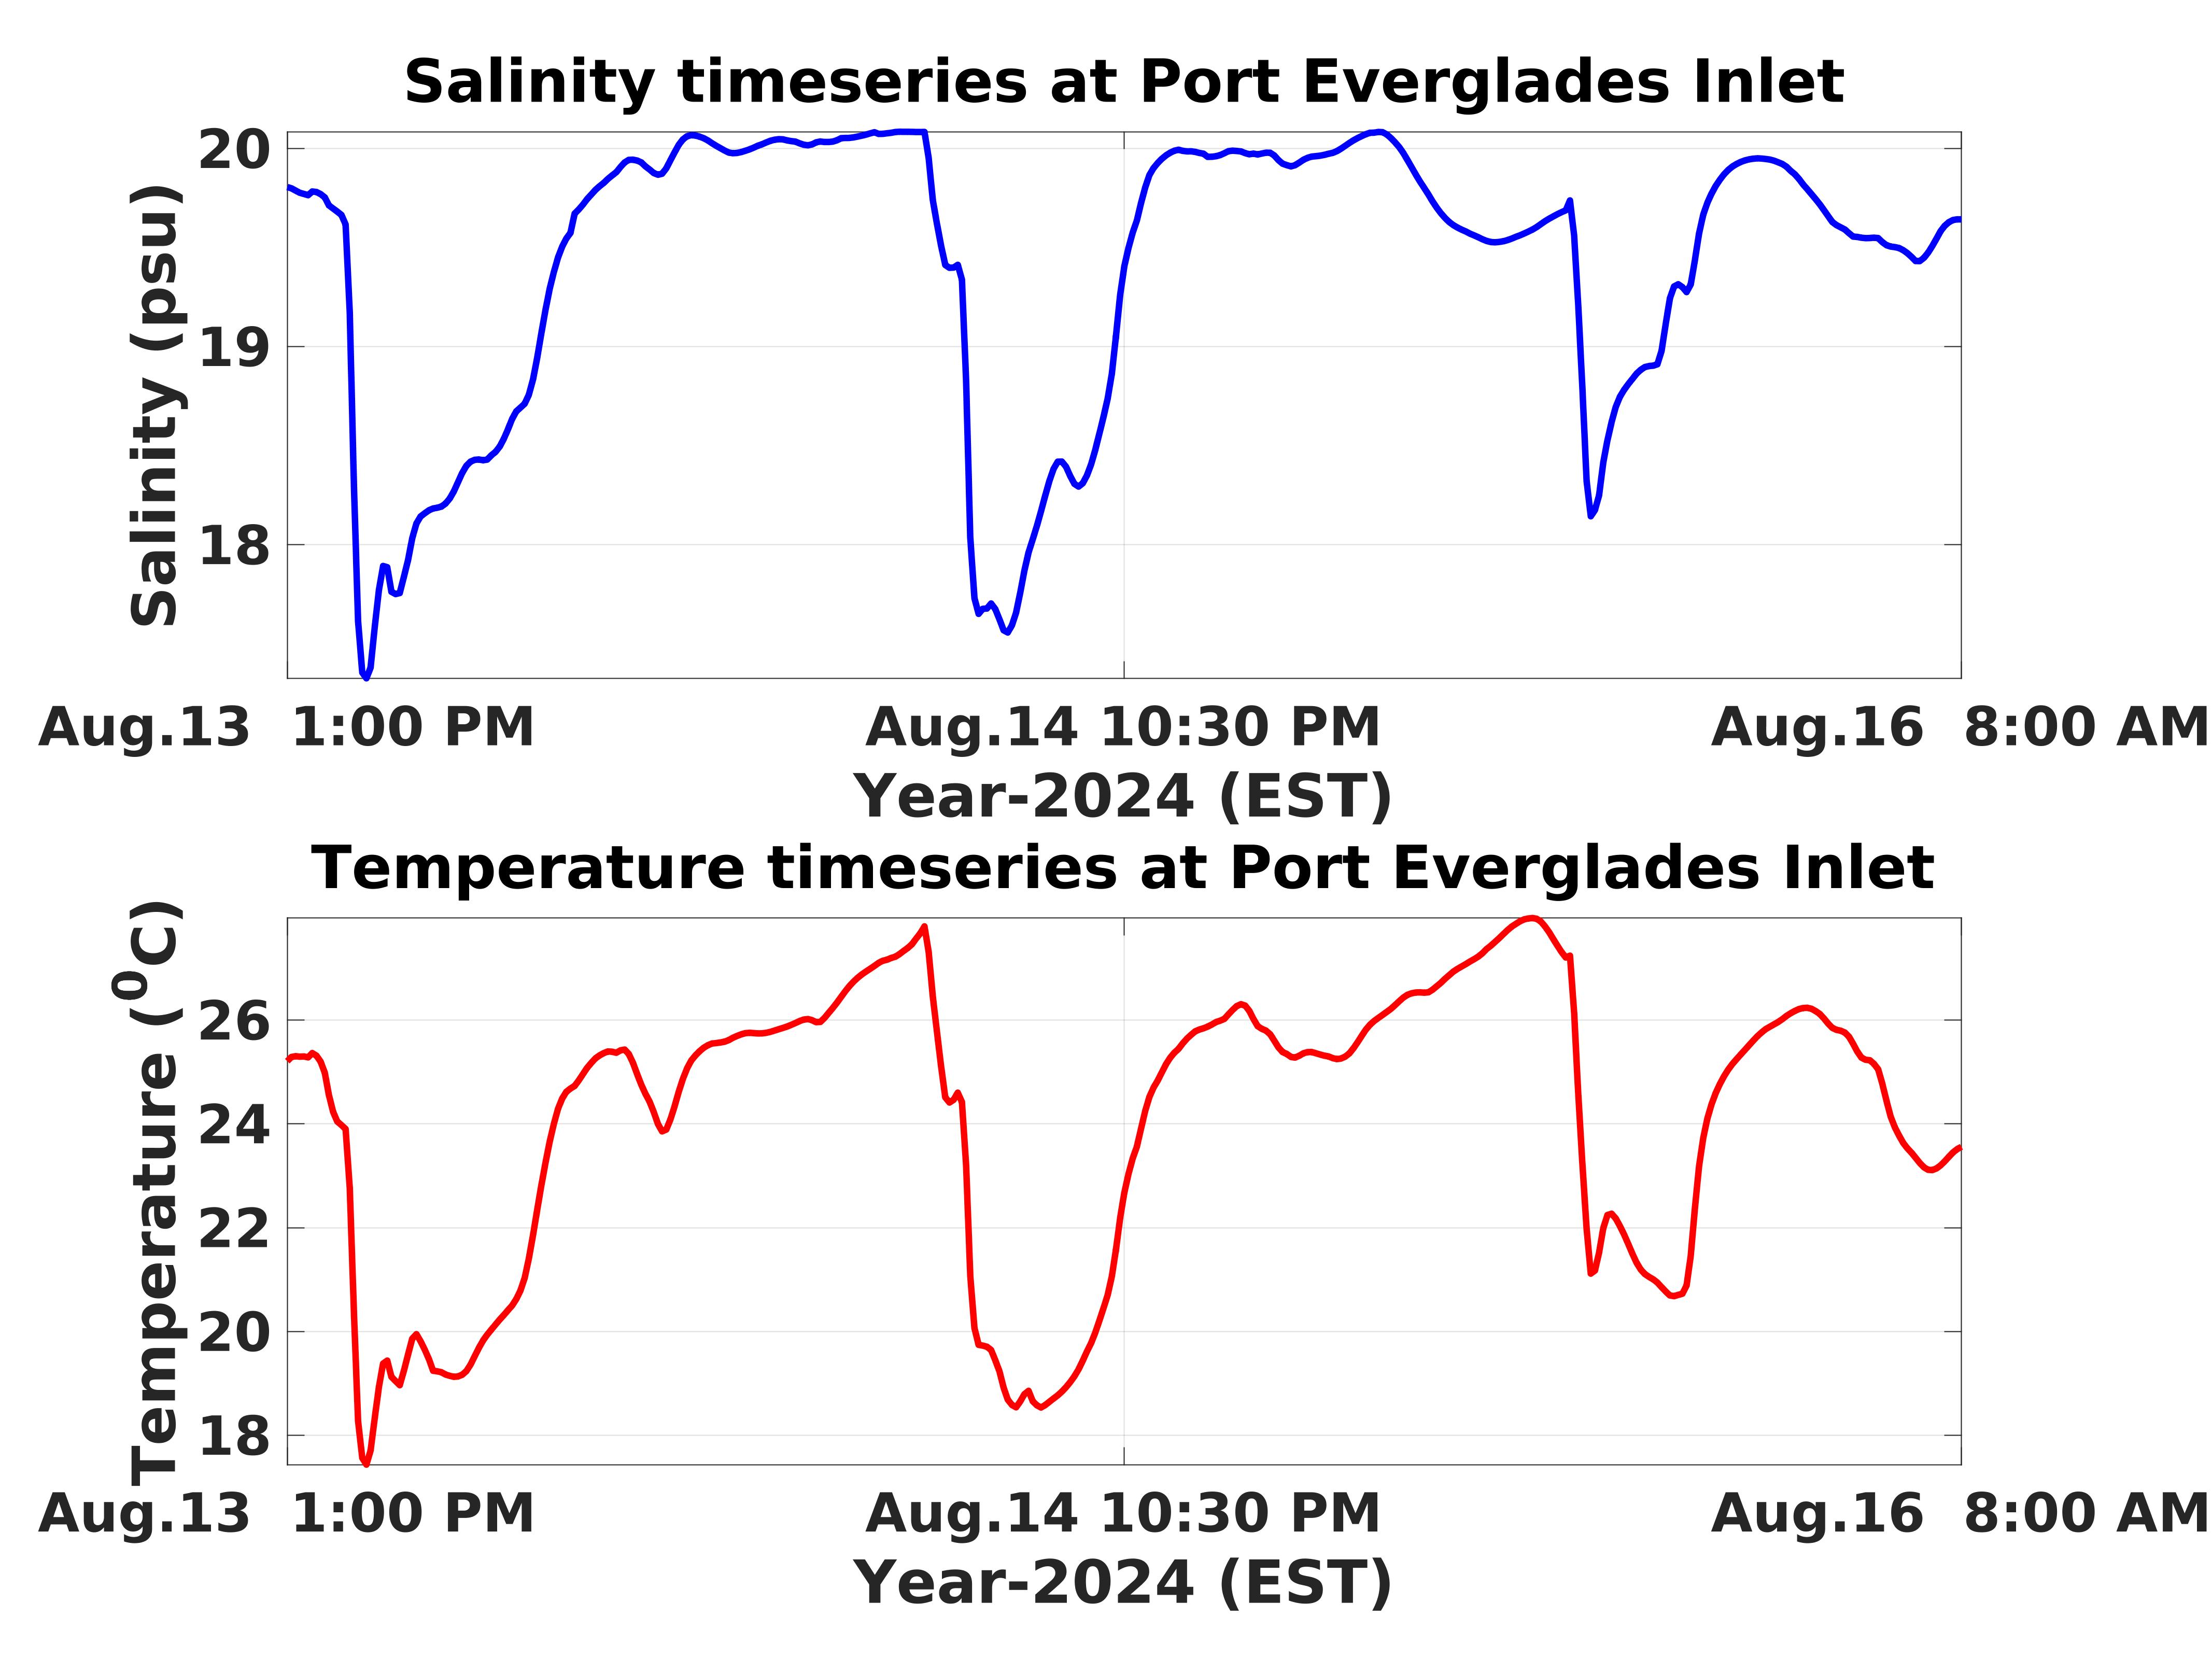 Salinity timeseries at Port Everglades Inlet
Salinity (psu)
20
19
18
Aug.13  1:00 PM
Aug.14 10:30 PM
Aug.16  8:00 AM
Year-2024 (EST)
Temperature timeseries at Port Everglades Inlet
Temperature (⁰C)
26
24
22
20
18
Aug.13  1:00 PM
Aug.14 10:30 PM
Aug.16  8:00 AM
Year-2024 (EST)